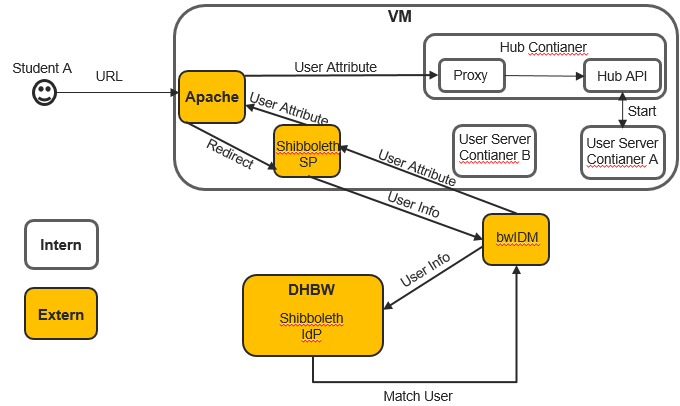 VM
Student A
URL
Apache
User Attribute
Hub Contianer
Proxy
Hub API
Start
User Attribute
Redirect
Shibboleth
SP
User Attribute
User Server
Contianer B
User Server
Contianer A
User Info
bwIDM
User Info
Intern
Extern
DHBW
Shibboleth
IdP
Match User